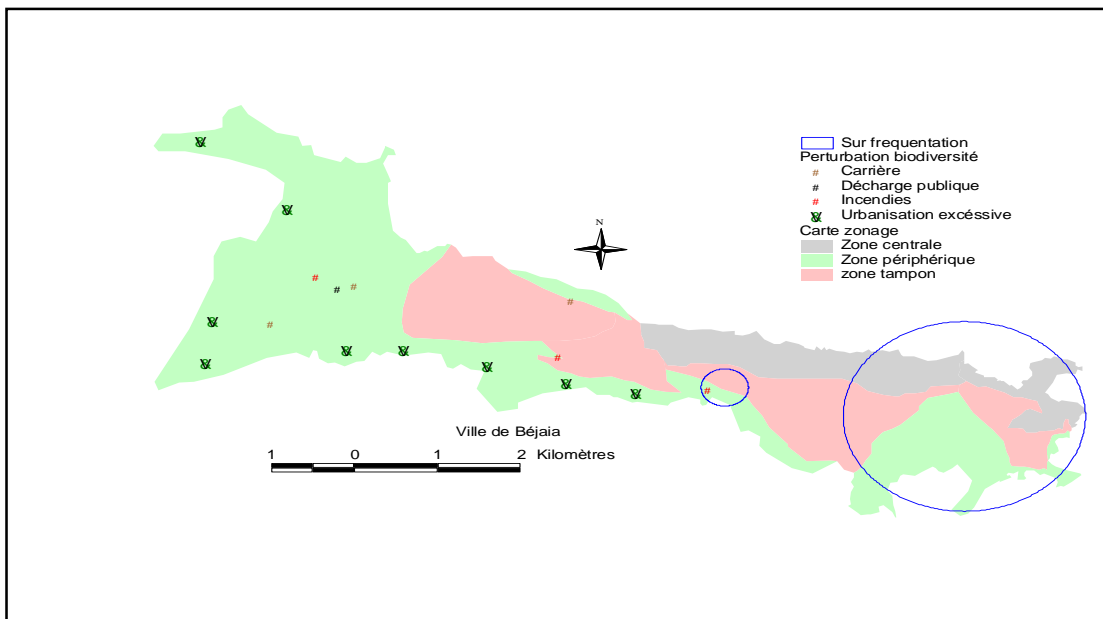 Sur frequentation
Perturbation biodiversité
# Carrière
# Décharge publique
# Incendies
Urbanisation excéssive
Carte zonage
Zone centrale
Zone périphérique
zone tampon
N
Ville de Béjaia
1 0 1 2 Kilomètres